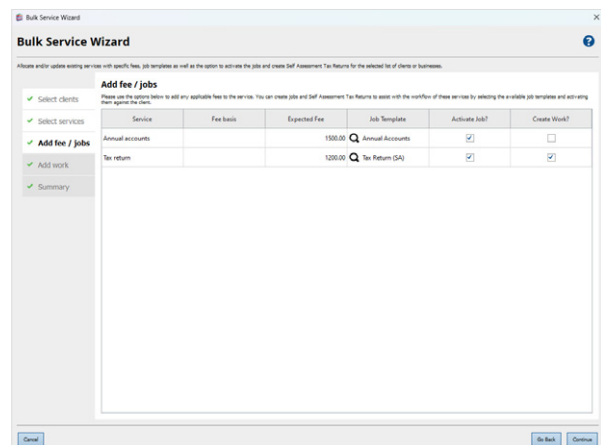 Bulk Service Wizard
Bulk Service Wizard
Allocate and/or update existing services with specific fees, job templates as well as the option to activate the jobs and create Self Assessment Tax Returns for the selected list of clients or businesses.
Add fee / jobs
Please use the options below to add any applicable fees to the service. You can create jobs and Self Assessment Tax Returns to assist with the workflow of these services by selecting the available job templates and activating
them against the client.
Select clients
Select services
Add fee / jobs
Add work
Summary
Service Fee basis Expected Fee Job Template Activate Job? Create Work?
Annual accounts 1500.00 Annual Accounts
Tax return 1200.00 Tax Return (SA)
Cancel Go Back Continue